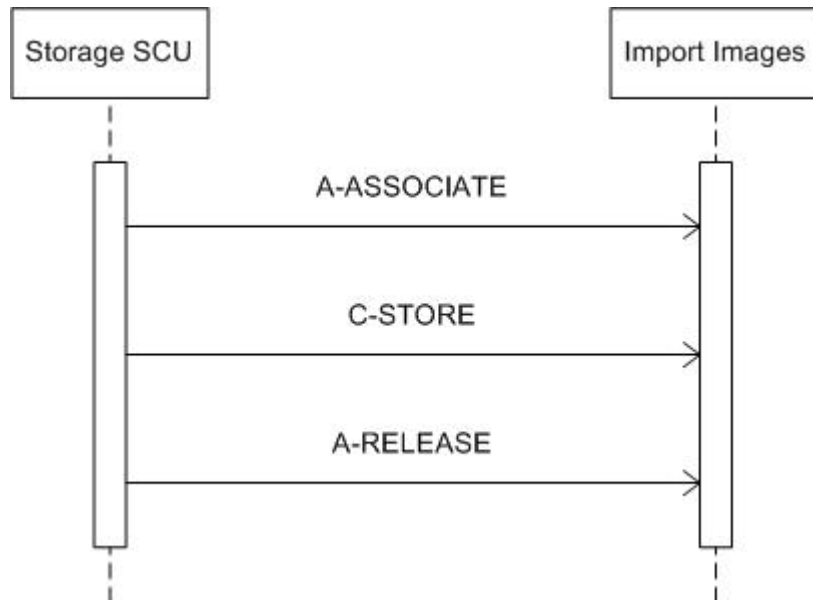 Storage SCU
Import Images
A-ASSOCIATE
C-STORE
A-RELEASE